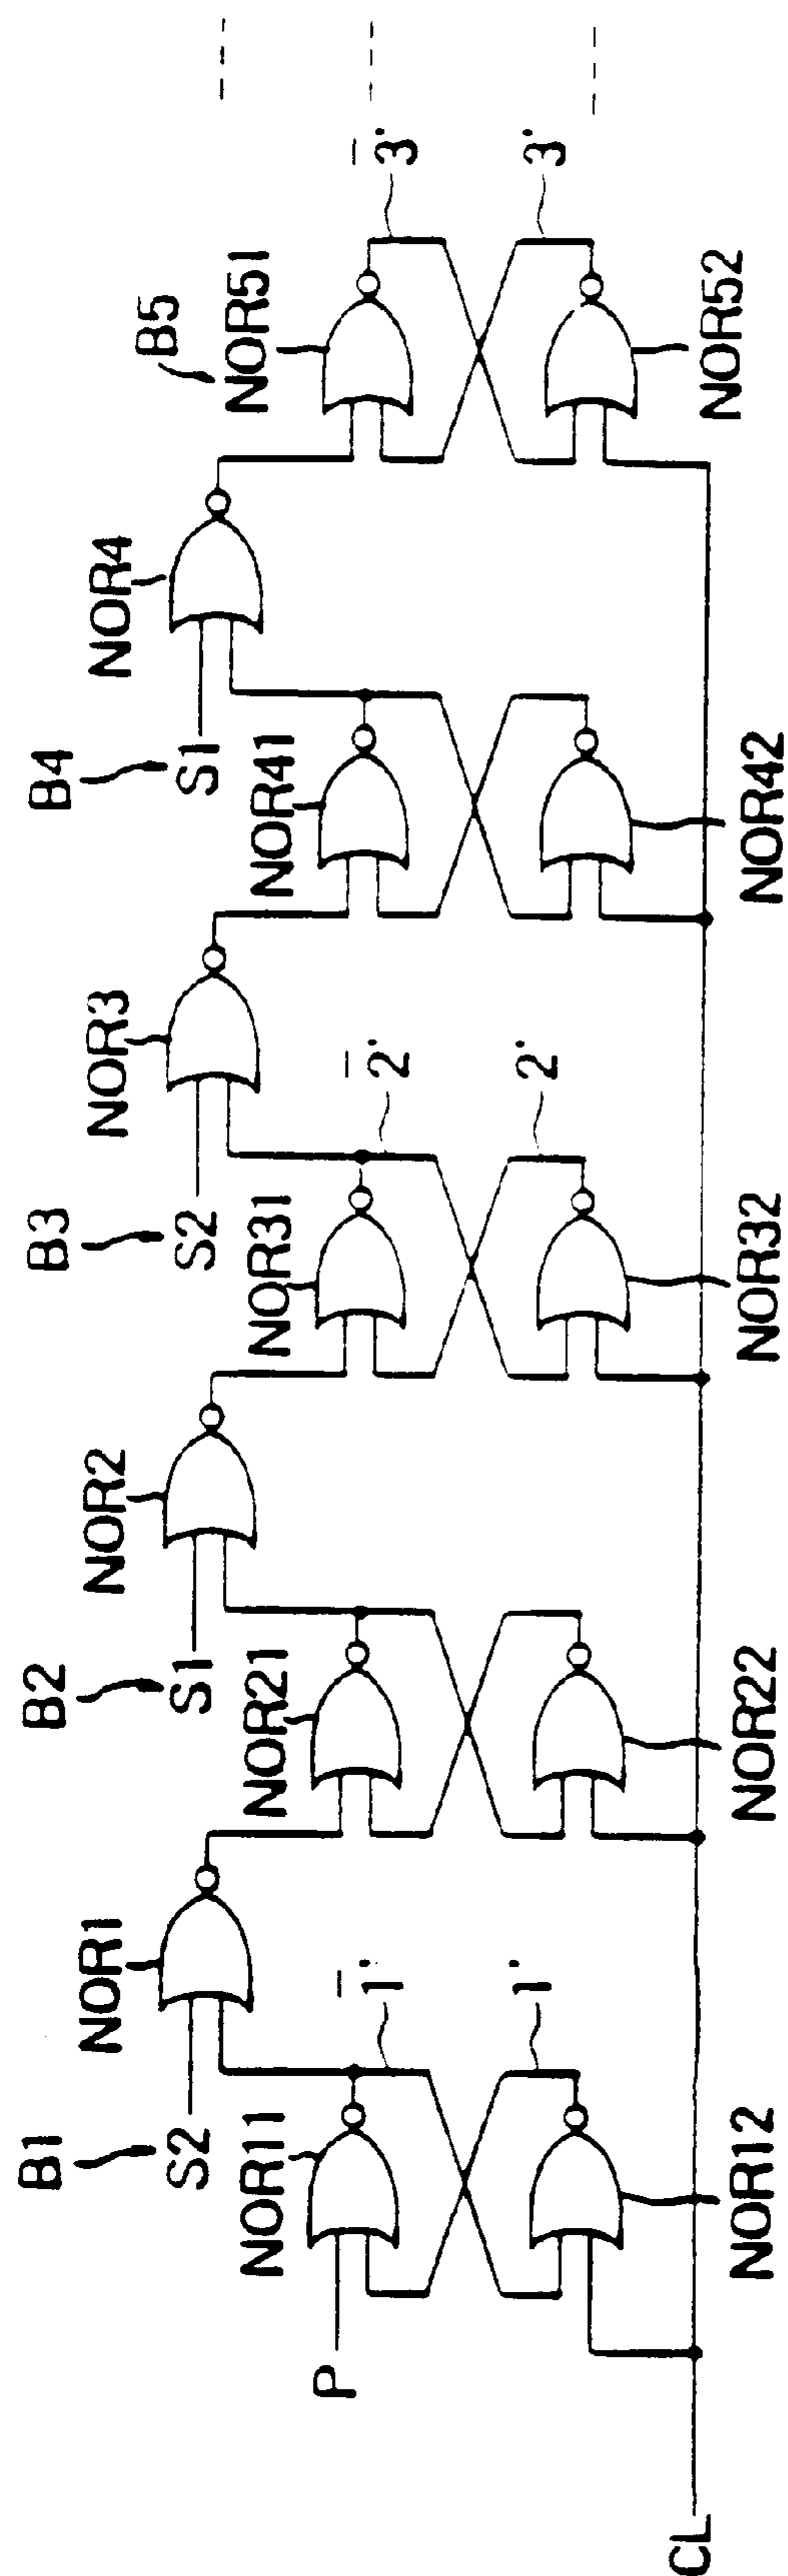 B1
B2
B3
B4
B5
NOR1
NOR2
NOR3
NOR4
S2
S1
S2
S1
NOR11
NOR21
NOR31
NOR41
NOR51
P
1̅'
2̅'
3̅'
1'
2'
3'
NOR12
NOR22
NOR32
NOR42
NOR52
CL